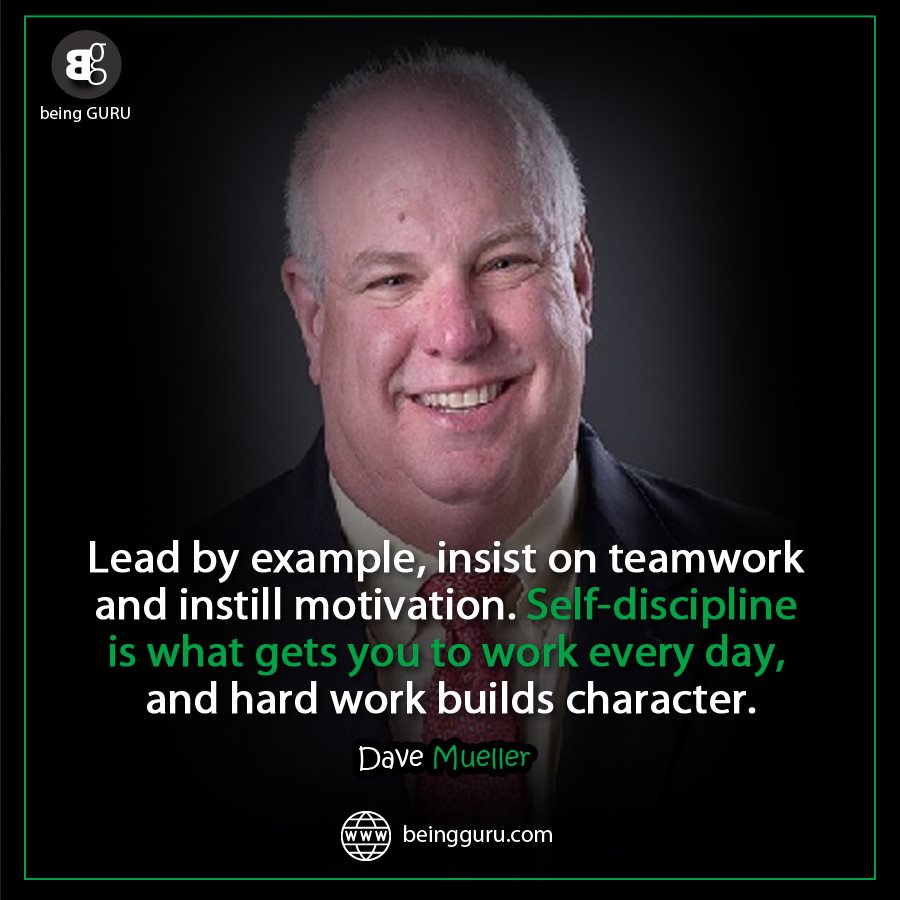 Bg
being GURU
Lead by example, insist on teamwork
and instill motivation. Self-discipline
is what gets you to work every day,
and hard work builds character.
Dave Mueller
www
beingguru.com